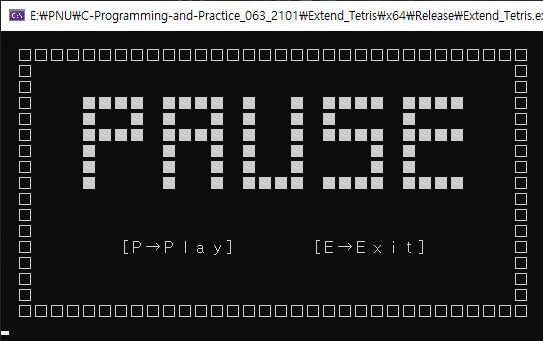 E:₩PNU₩C-Programming-and-Practice_063_2101₩Extend_Tetris₩x64₩Release₩Extend_Tetris.ex
PAUSE
[P→Play] [E→Exit]